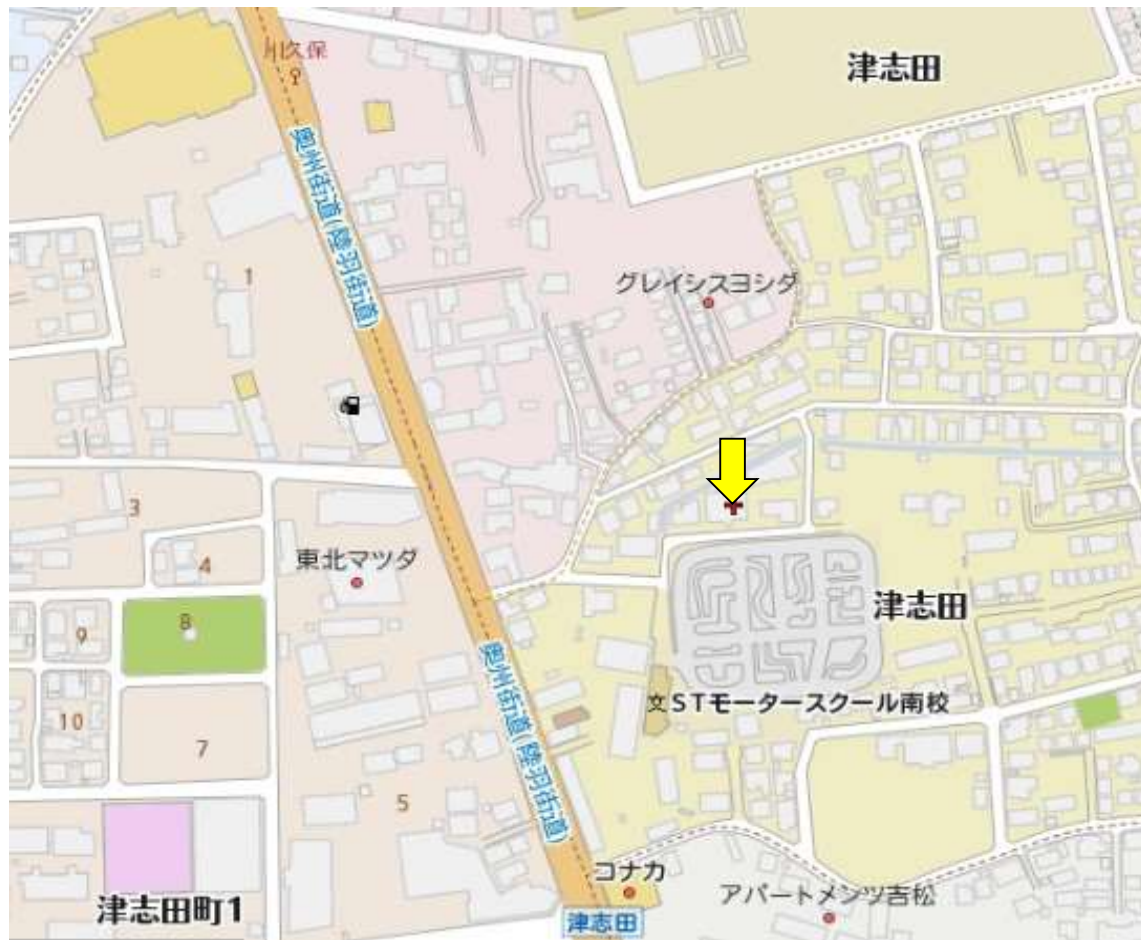 川久保
津志田
奥州街道(陸羽街道)
1
グレイシスヨシダ
3
4
東北マツダ
8
9
津志田
10
7
文STモータースクール南校
奥州街道(陸羽街道)
5
コナカ
アパートメンツ吉松
津志田町1
津志田